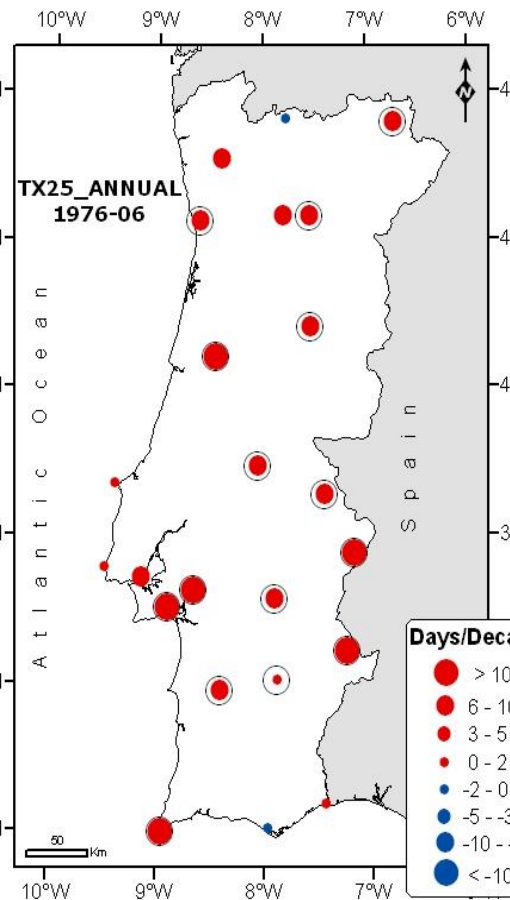 10°W 9°W 8°W 7°W 6°W
N
TX25_ANNUAL
1976-06
Atlantic Ocean
Spain
Days/Deca
> 10
6 - 10
3 - 5
0 - 2
-2 - 0
-5 - -3
-10 -
< -10
50
Km
10°W 9°W 8°W 7°W